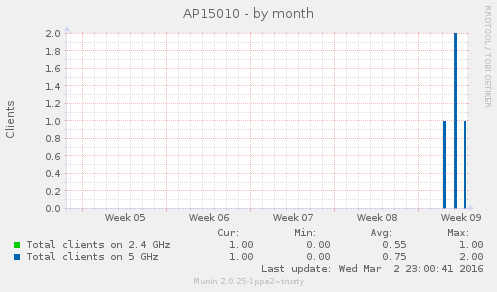 AP15010 - by month
RRDTOOL / TOBI OETIKER
Clients
2.0
1.8
1.6
1.4
1.2
1.0
0.8
0.6
0.4
0.2
0.0
Week 05 Week 06 Week 07 Week 08 Week 09
Cur: Min: Avg: Max:
Total clients on 2.4 GHz 1.00 0.00 0.55 1.00
Total clients on 5 GHz 1.00 0.00 0.75 2.00
Last update: Wed Mar 2 23:00:41 2016
Munin 2.0.25-1ppa2~trusty